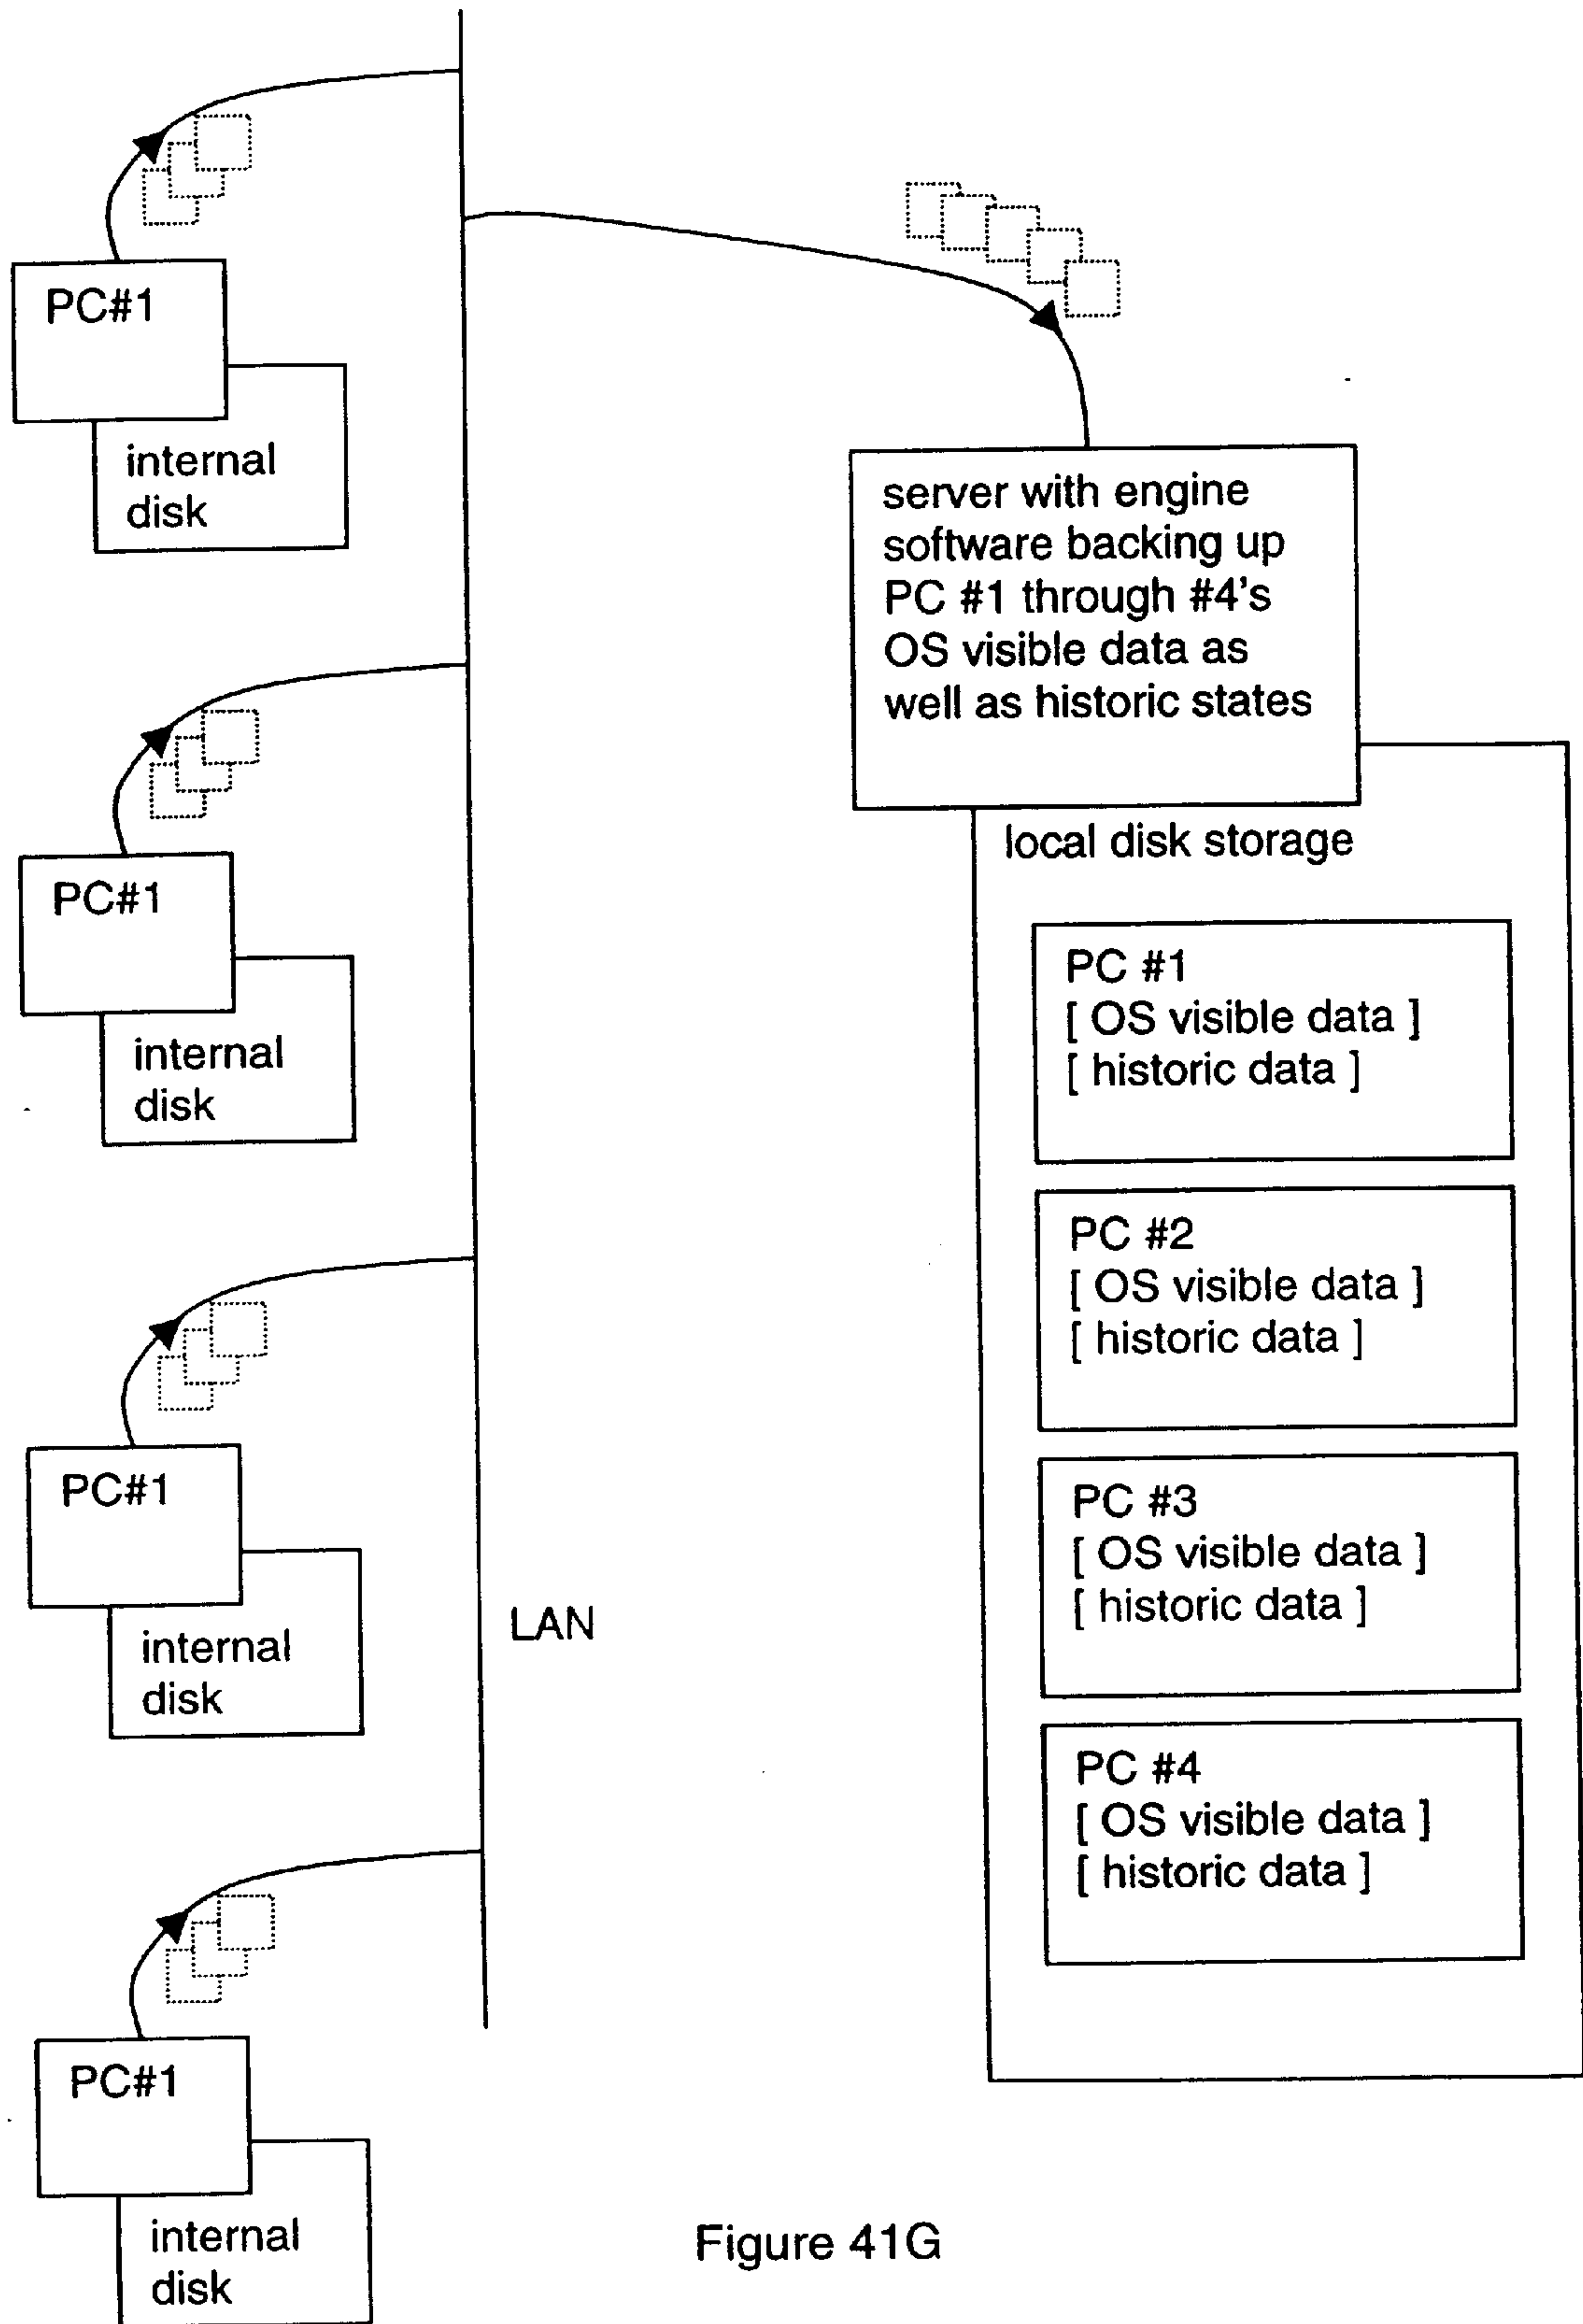 PC#1
internal
disk
PC#1
internal
disk
PC#1
internal
disk
PC#1
internal
disk
LAN
server with engine
software backing up
PC #1 through #4's
OS visible data as
well as historic states
local disk storage
PC #1
[ OS visible data ]
[ historic data ]
PC #2
[ OS visible data ]
[ historic data ]
PC #3
[ OS visible data ]
[ historic data ]
PC #4
[ OS visible data ]
[ historic data ]
Figure 41G